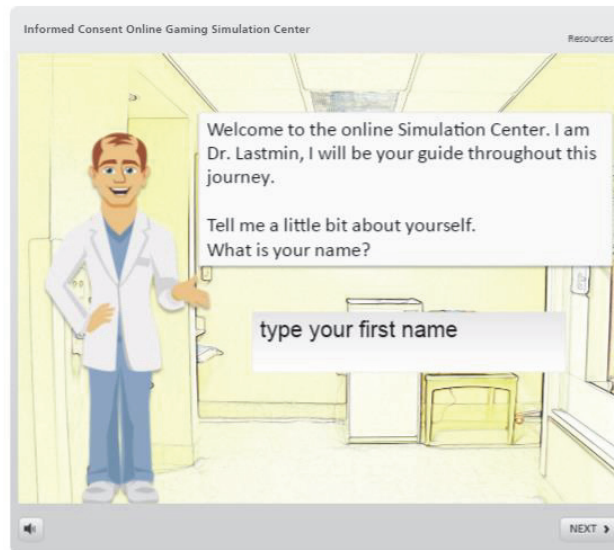 Informed Consent Online Gaming Simulation Center
Resources
Welcome to the online Simulation Center. I am
Dr. Lastmin, I will be your guide throughout this
journey.
Tell me a little bit about yourself.
What is your name?
type your first name
NEXT